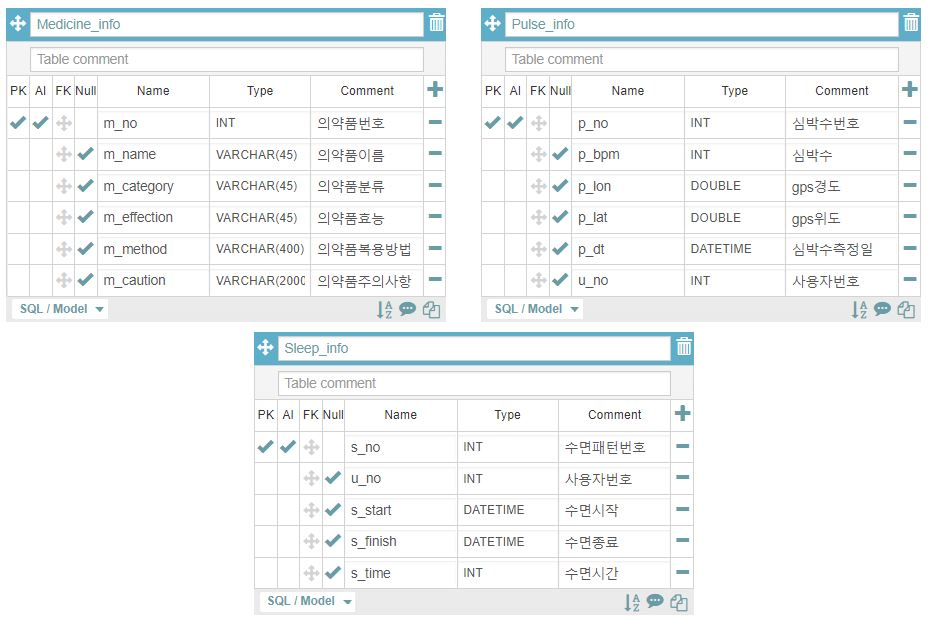 Medicine_info
Table comment
PK AI FK Null Name Type Comment
m_no INT 의약품번호
m_name VARCHAR(45) 의약품이름
m_category VARCHAR(45) 의약품분류
m_effection VARCHAR(45) 의약품효능
m_method VARCHAR(400) 의약품복용방법
m_caution VARCHAR(2000 의약품주의사항
SQL / Model
Pulse_info
Table comment
PK AI FK Null Name Type Comment
p_no INT 심박수번호
p_bpm INT 심박수
p_lon DOUBLE gps경도
p_lat DOUBLE gps위도
p_dt DATETIME 심박수측정일
u_no INT 사용자번호
SQL / Model
Sleep_info
Table comment
PK AI FK Null Name Type Comment
s_no INT 수면패턴번호
u_no INT 사용자번호
s_start DATETIME 수면시작
s_finish DATETIME 수면종료
s_time INT 수면시간
SQL / Model